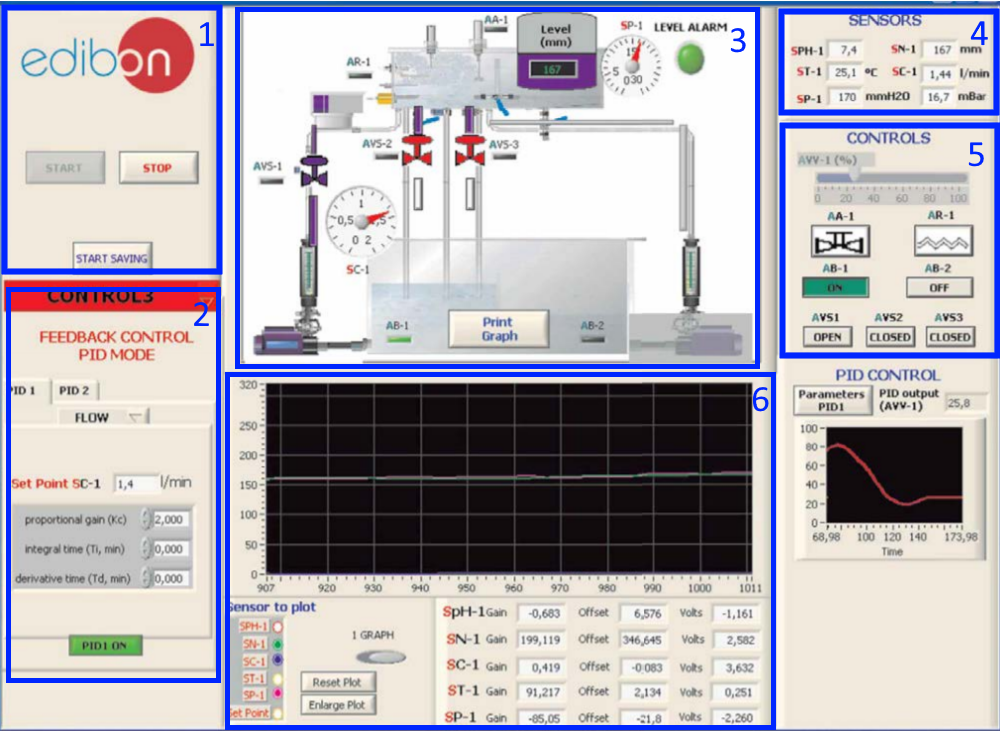 1
edibon
START STOP
START SAVING
CONTROL3
2
FEEDBACK CONTROL
PID MODE
PID 1 PID 2
FLOW
Set Point SC-1 1,4 l/min
proportional gain (Kc) 2,000
integral time (Ti, min) 0,000
derivative time (Td, min) 0,000
PID1 ON
3
AA-1
Level
(mm)
167
SP-1
LEVEL ALARM
15
5
0 30
AR-1
AVS-2
AVS-3
AVS-1
1
0,5 1,5
0 2
SC-1
AB-1
Print
Graph
AB-2
4
SENSORS
SPH-1 7,4 SN-1 167 mm
ST-1 25,1 ºC SC-1 1,44 l/min
SP-1 170 mmH2O 16,7 mBar
5
CONTROLS
AVV-1 (%)
0 20 40 60 80 100
AA-1 AR-1
AB-1 AB-2
ON OFF
AVS1 AVS2 AVS3
OPEN CLOSED CLOSED
PID CONTROL
Parameters
PID1
PID output
(AVV-1) 25,8
100
80
60
40
20
0
68,98 100 120 140 173,98
Time
6
320
250
200
150
100
50
0
907 920 930 940 950 960 970 980 990 1000 1011
Sensor to plot
SPH-1
SN-1
SC-1
ST-1
SP-1
Set Point
1 GRAPH
Reset Plot
Enlarge Plot
SpH-1 Gain -0,683 Offset 6,576 Volts -1,161
SN-1 Gain 199,119 Offset 346,645 Volts 2,582
SC-1 Gain 0,419 Offset -0,083 Volts 3,632
ST-1 Gain 91,217 Offset 2,134 Volts 0,251
SP-1 Gain -85,05 Offset -21,8 Volts -2,260